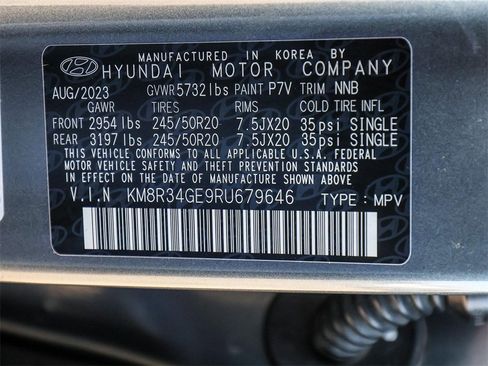 MANUFACTURED IN KOREA BY
HYUNDAI MOTOR COMPANY
AUG/2023 GVWR 5732 lbs PAINT P7V TRIM NNB
GAWR TIRES RIMS COLD TIRE INFL
FRONT 2954 lbs 245/50R20 7.5JX20 35psi SINGLE
REAR 3197 lbs 245/50R20 7.5JX20 35psi SINGLE
THIS VEHICLE CONFORMS TO ALL APPLICABLE U.S.A. FEDERAL
MOTOR VEHICLE SAFETY AND THEFT PREVENTION STANDARDS
IN EFFECT ON THE DATE OF MANUFACTURE SHOWN ABOVE.
V.I.N KM8R34GE9RU679646 TYPE : MPV